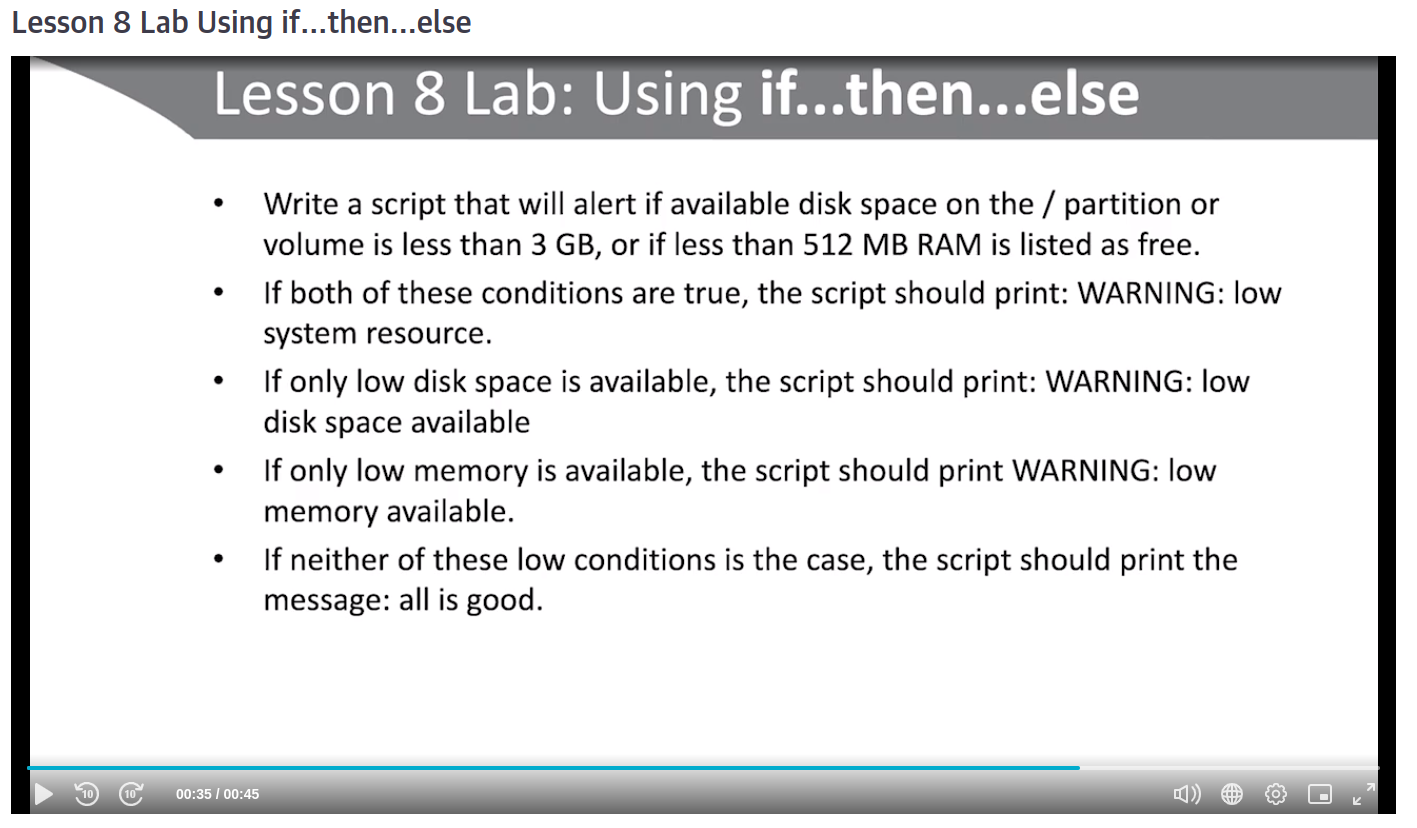 Lesson 8 Lab Using if...then...else
Lesson 8 Lab: Using if...then...else
• Write a script that will alert if available disk space on the / partition or
volume is less than 3 GB, or if less than 512 MB RAM is listed as free.
• If both of these conditions are true, the script should print: WARNING: low
system resource.
• If only low disk space is available, the script should print: WARNING: low
disk space available
• If only low memory is available, the script should print WARNING: low
memory available.
• If neither of these low conditions is the case, the script should print the
message: all is good.
10 10 00:35 / 00:45